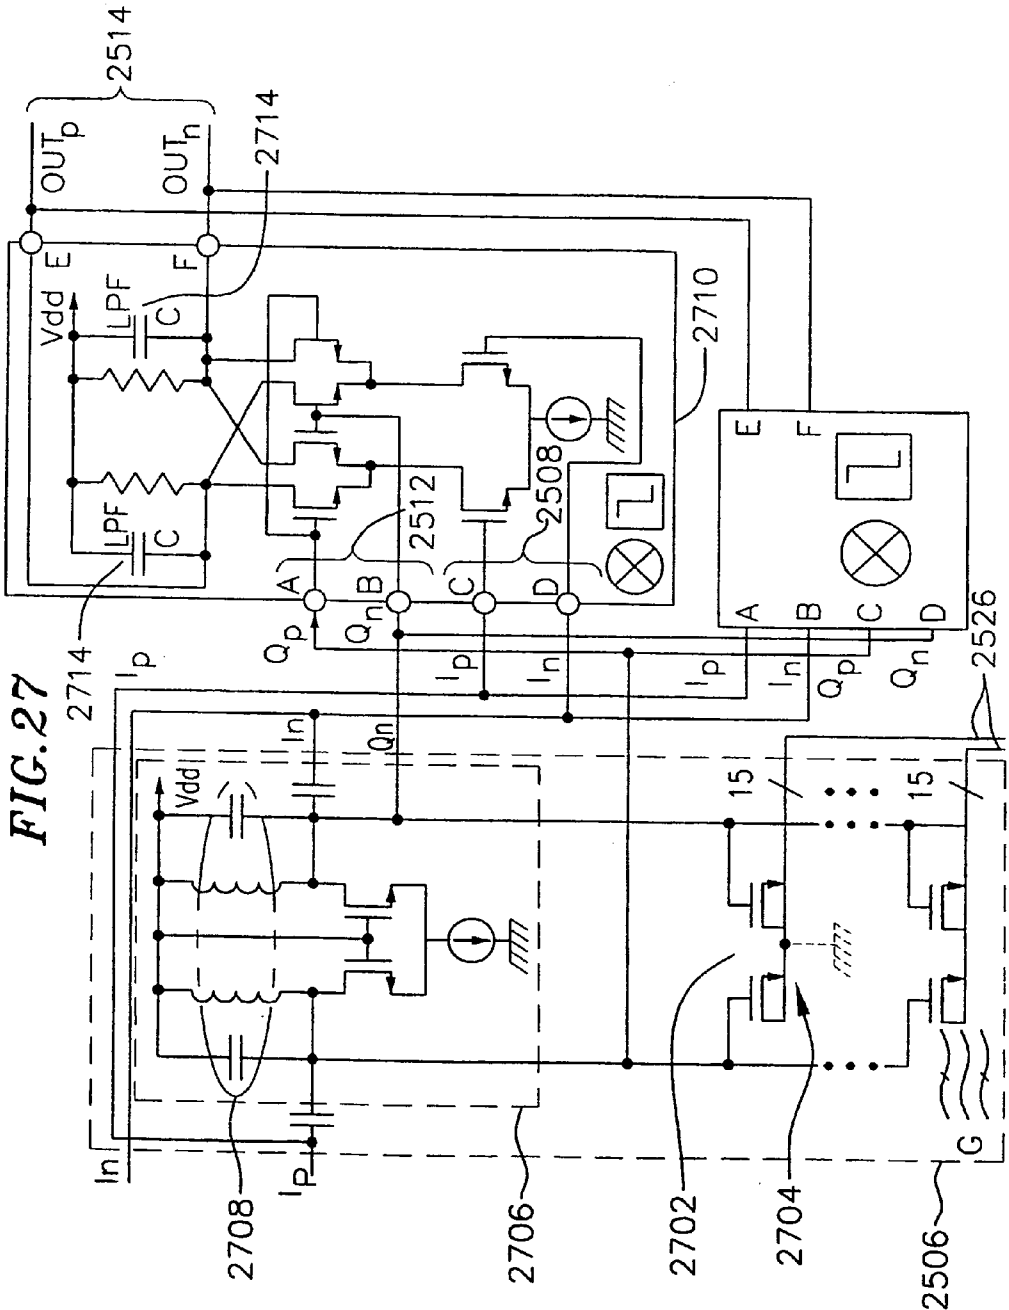 FIG.27
2514
OUTp
OUTn
2714
E
F
Vdd
LPF
C
LPF
C
2714
2710
2512
2508
A
B
C
D
Qp
Qn
Ip
In
Ip
In
Qn
Vdd
In
Ip
2708
2706
E
F
A
B
C
D
Ip
In
Qp
Qn
2526
15
15
2702
2704
G
2506